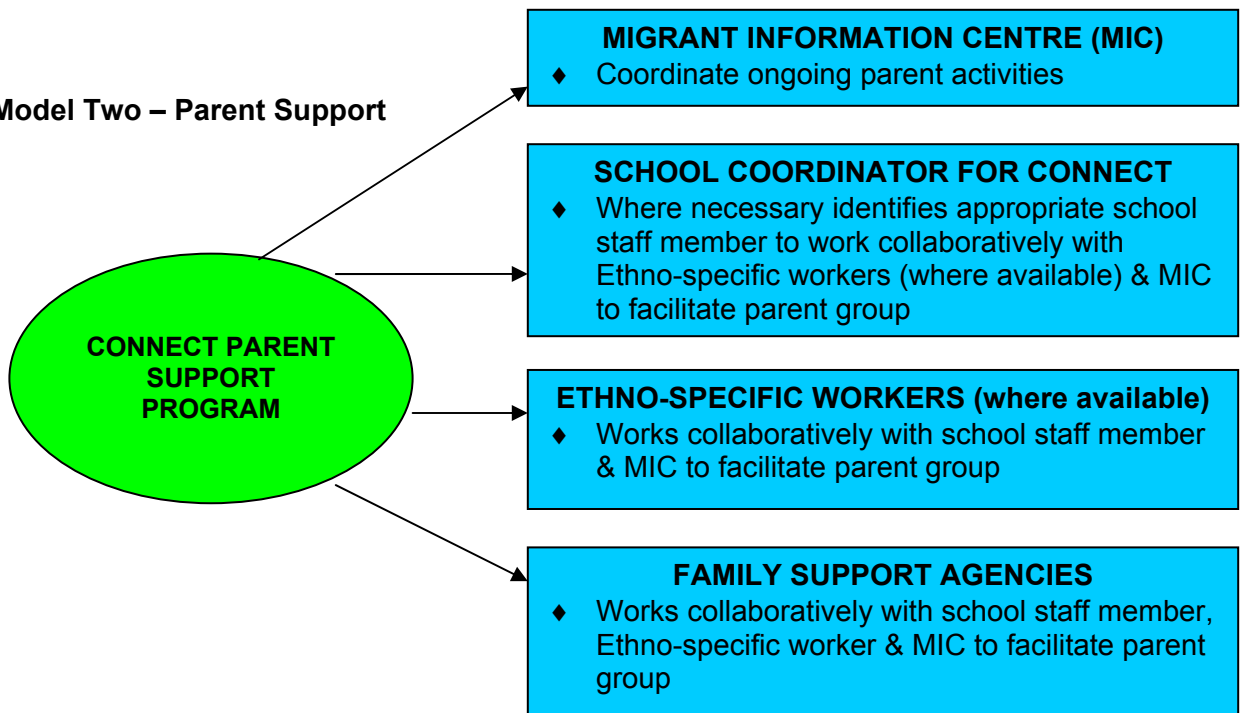 MIGRANT INFORMATION CENTRE (MIC)
♦ Coordinate ongoing parent activities
Model Two – Parent Support
SCHOOL COORDINATOR FOR CONNECT
♦ Where necessary identifies appropriate school
staff member to work collaboratively with
Ethno-specific workers (where available) & MIC
to facilitate parent group
CONNECT PARENT
SUPPORT
PROGRAM
ETHNO-SPECIFIC WORKERS (where available)
♦ Works collaboratively with school staff member
& MIC to facilitate parent group
FAMILY SUPPORT AGENCIES
♦ Works collaboratively with school staff member,
Ethno-specific worker & MIC to facilitate parent
group